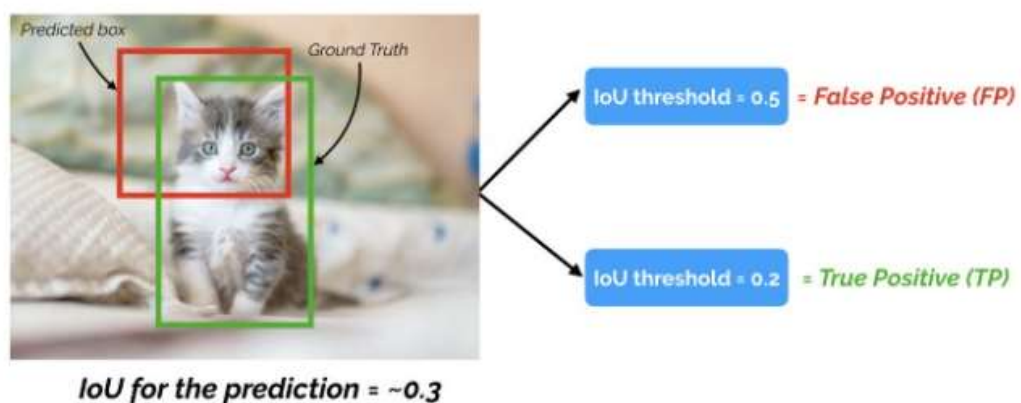 Predicted box
Ground Truth
IoU threshold = 0.5 = False Positive (FP)
IoU threshold = 0.2 = True Positive (TP)
IoU for the prediction = ~0.3